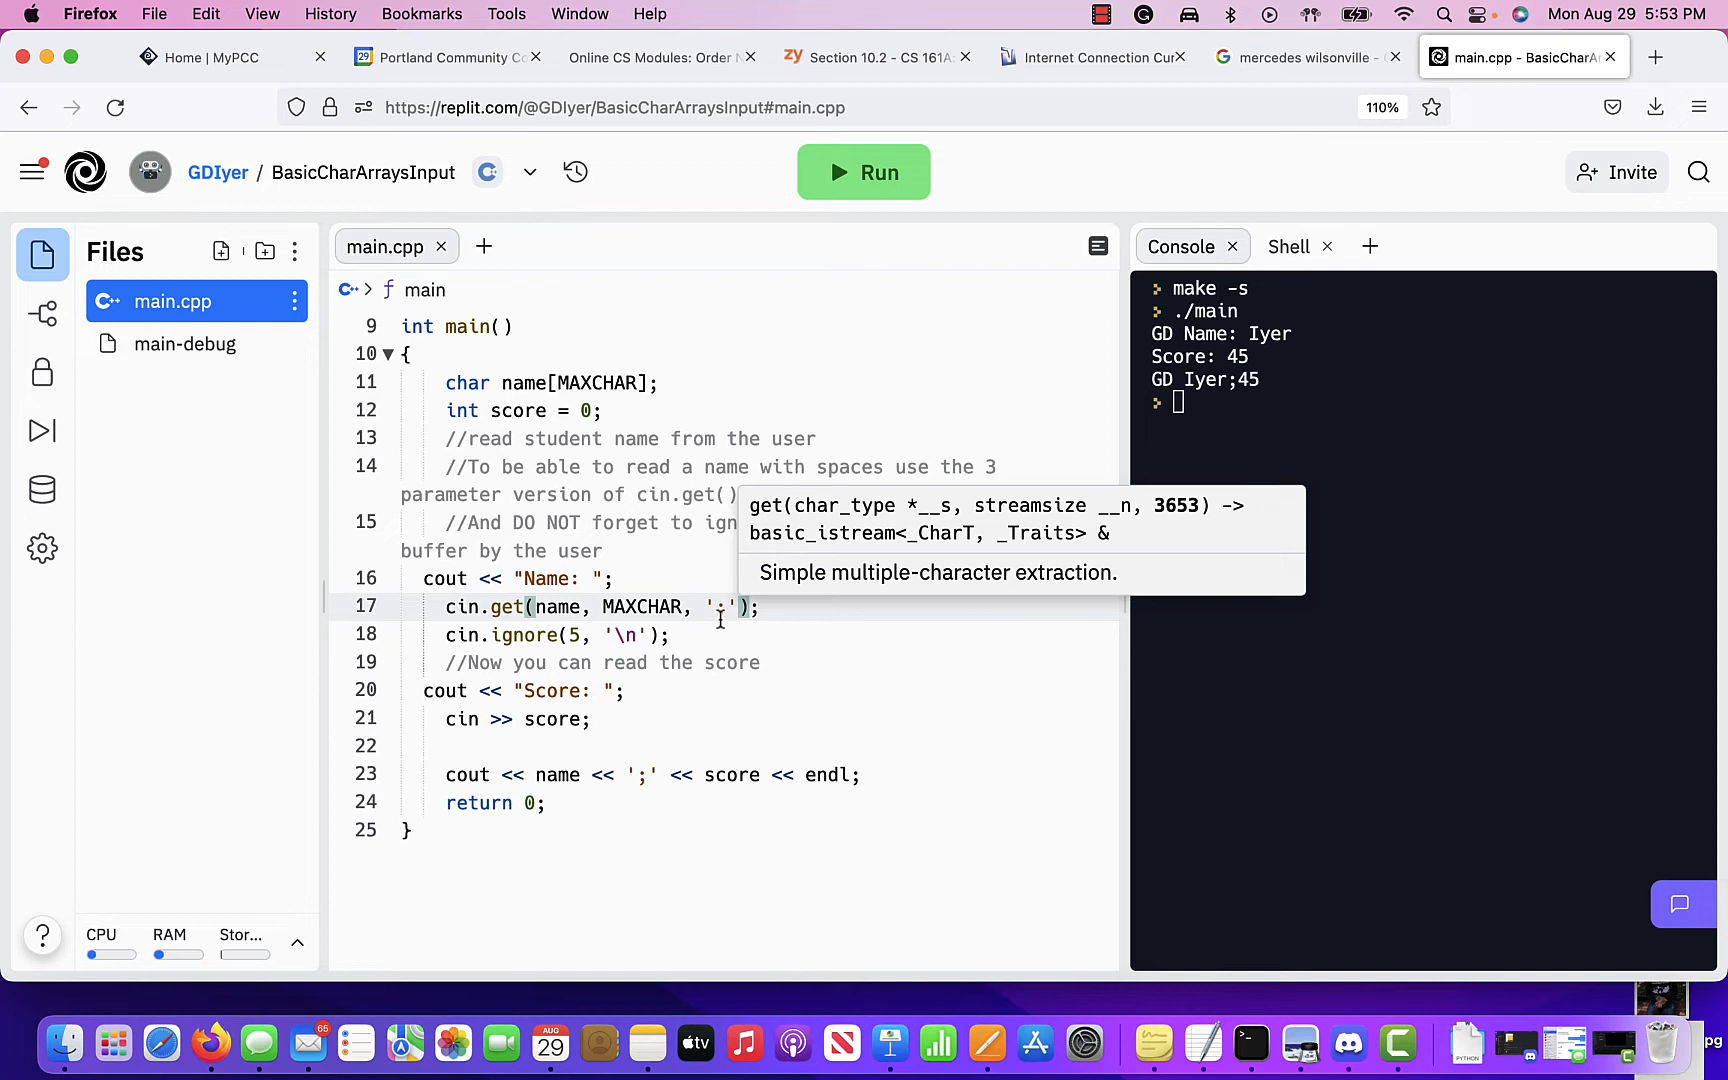 Firefox File Edit View History Bookmarks Tools Window Help Mon Aug 29 5:53 PM
Home | MyPCC Portland Community Co Online CS Modules: Order N zy Section 10.2 - CS 161A: Internet Connection Cur mercedes wilsonville - main.cpp - BasicCharAr
https://replit.com/@GDIyer/BasicCharArraysInput#main.cpp 110%
GDIyer / BasicCharArraysInput Run Invite
Files main.cpp Console Shell
main.cpp
main-debug
C++ > ƒ main
9 int main()
10 {
11 char name[MAXCHAR];
12 int score = 0;
13 //read student name from the user
14 //To be able to read a name with spaces use the 3
parameter version of cin.get()
15 //And DO NOT forget to ign
buffer by the user
16 cout << "Name: ";
17 cin.get(name, MAXCHAR, ';');
18 cin.ignore(5, '\n');
19 //Now you can read the score
20 cout << "Score: ";
21 cin >> score;
22
23 cout << name << ';' << score << endl;
24 return 0;
25 }
get(char_type *__s, streamsize __n, 3653) ->
basic_istream<_CharT, _Traits> &
Simple multiple-character extraction.
make -s
./main
GD Name: Iyer
Score: 45
GD Iyer;45
CPU RAM Stor...
65
AUG
29
tv
PYTHON
pg